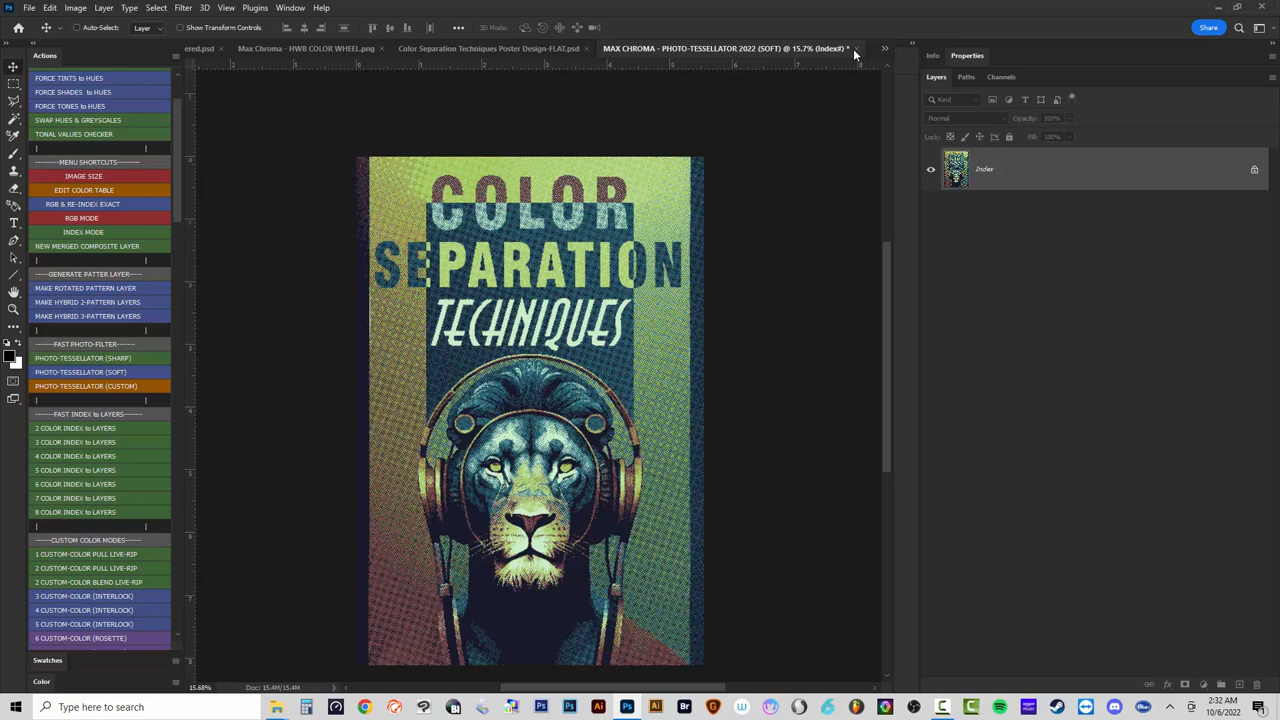 File Edit Image Layer Type Select Filter 3D View Plugins Window Help
Auto-Select: Layer Show Transform Controls 3D Mode: Share
ered.psd Max Chroma - HWB COLOR WHEEL.png Color Separation Techniques Poster Design-FLAT.psd MAX CHROMA - PHOTO-TESSELLATOR 2022 (SOFT) @ 15.7% (Index#) *
Actions
FORCE TINTS to HUES
FORCE SHADES to HUES
FORCE TONES to HUES
SWAP HUES & GREYSCALES
TONAL VALUES CHECKER
| |
-----MENU SHORTCUTS--------
IMAGE SIZE
EDIT COLOR TABLE
RGB & RE-INDEX EXACT
RGB MODE
INDEX MODE
NEW MERGED COMPOSITE LAYER
| |
-----GENERATE PATTER LAYER----
MAKE ROTATED PATTERN LAYER
MAKE HYBRID 2-PATTERN LAYERS
MAKE HYBRID 3-PATTERN LAYERS
| |
-------FAST PHOTO-FILTER-------
PHOTO-TESSELLATOR (SHARP)
PHOTO-TESSELLATOR (SOFT)
PHOTO-TESSELLATOR (CUSTOM)
| |
-------FAST INDEX to LAYERS------
2 COLOR INDEX to LAYERS
3 COLOR INDEX to LAYERS
4 COLOR INDEX to LAYERS
5 COLOR INDEX to LAYERS
6 COLOR INDEX to LAYERS
7 COLOR INDEX to LAYERS
8 COLOR INDEX to LAYERS
| |
------CUSTOM COLOR MODES-----
1 CUSTOM-COLOR PULL LIVE-RIP
2 CUSTOM-COLOR PULL LIVE-RIP
2 CUSTOM-COLOR BLEND LIVE-RIP
3 CUSTOM-COLOR (INTERLOCK)
4 CUSTOM-COLOR (INTERLOCK)
5 CUSTOM-COLOR (INTERLOCK)
6 CUSTOM-COLOR (ROSETTE)
Swatches
Color
COLOR
SEPARATION
TECHNIQUES
15.68% Doc: 15.4M/15.4M
Info Properties
Layers Paths Channels
Kind
Normal Opacity: 100%
Lock: Fill: 100%
Index
Type here to search
2:32 AM
10/6/2022